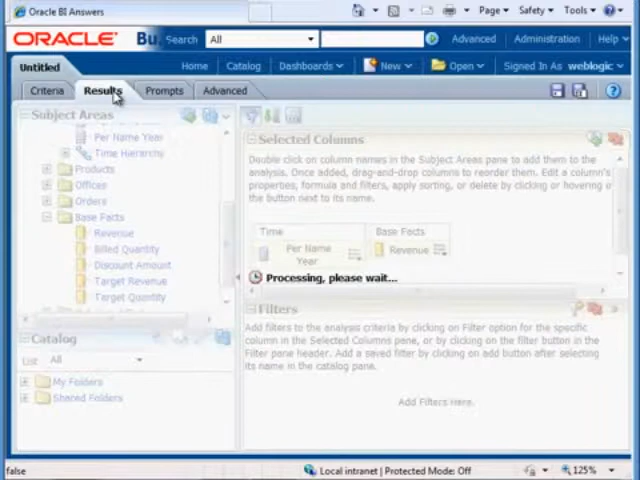 Oracle BI Answers
Page
Safety
Tools
ORACLE
Bu
Search
All
Advanced
Administration
Help
Untitled
Home
Catalog
Dashboards
New
Open
Signed In As weblogic
Criteria
Results
Prompts
Advanced
Subject Areas
Per Name Year
Time Hierarchy
Products
Offices
Orders
Base Facts
Revenue
Billed Quantity
Discount Amount
Target Revenue
Target Quantity
Catalog
List All
My Folders
Shared Folders
Selected Columns
Double click on column names in the Subject Areas pane to add them to the
analysis. Once added, drag-and-drop columns to reorder them. Edit a column's
properties, formula and filters, apply sorting, or delete by clicking or hovering o
the button next to its name.
Time
Base Facts
Per Name
Year
Revenue
Processing, please wait...
Filters
Add filters to the analysis criteria by clicking on Filter option for the specific
column in the Selected Columns pane, or by clicking on the filter button in the
Filter pane header. Add a saved filter by clicking on add button after selecting
its name in the catalog pane.
Add Filters Here.
false
Local intranet | Protected Mode: Off
125%